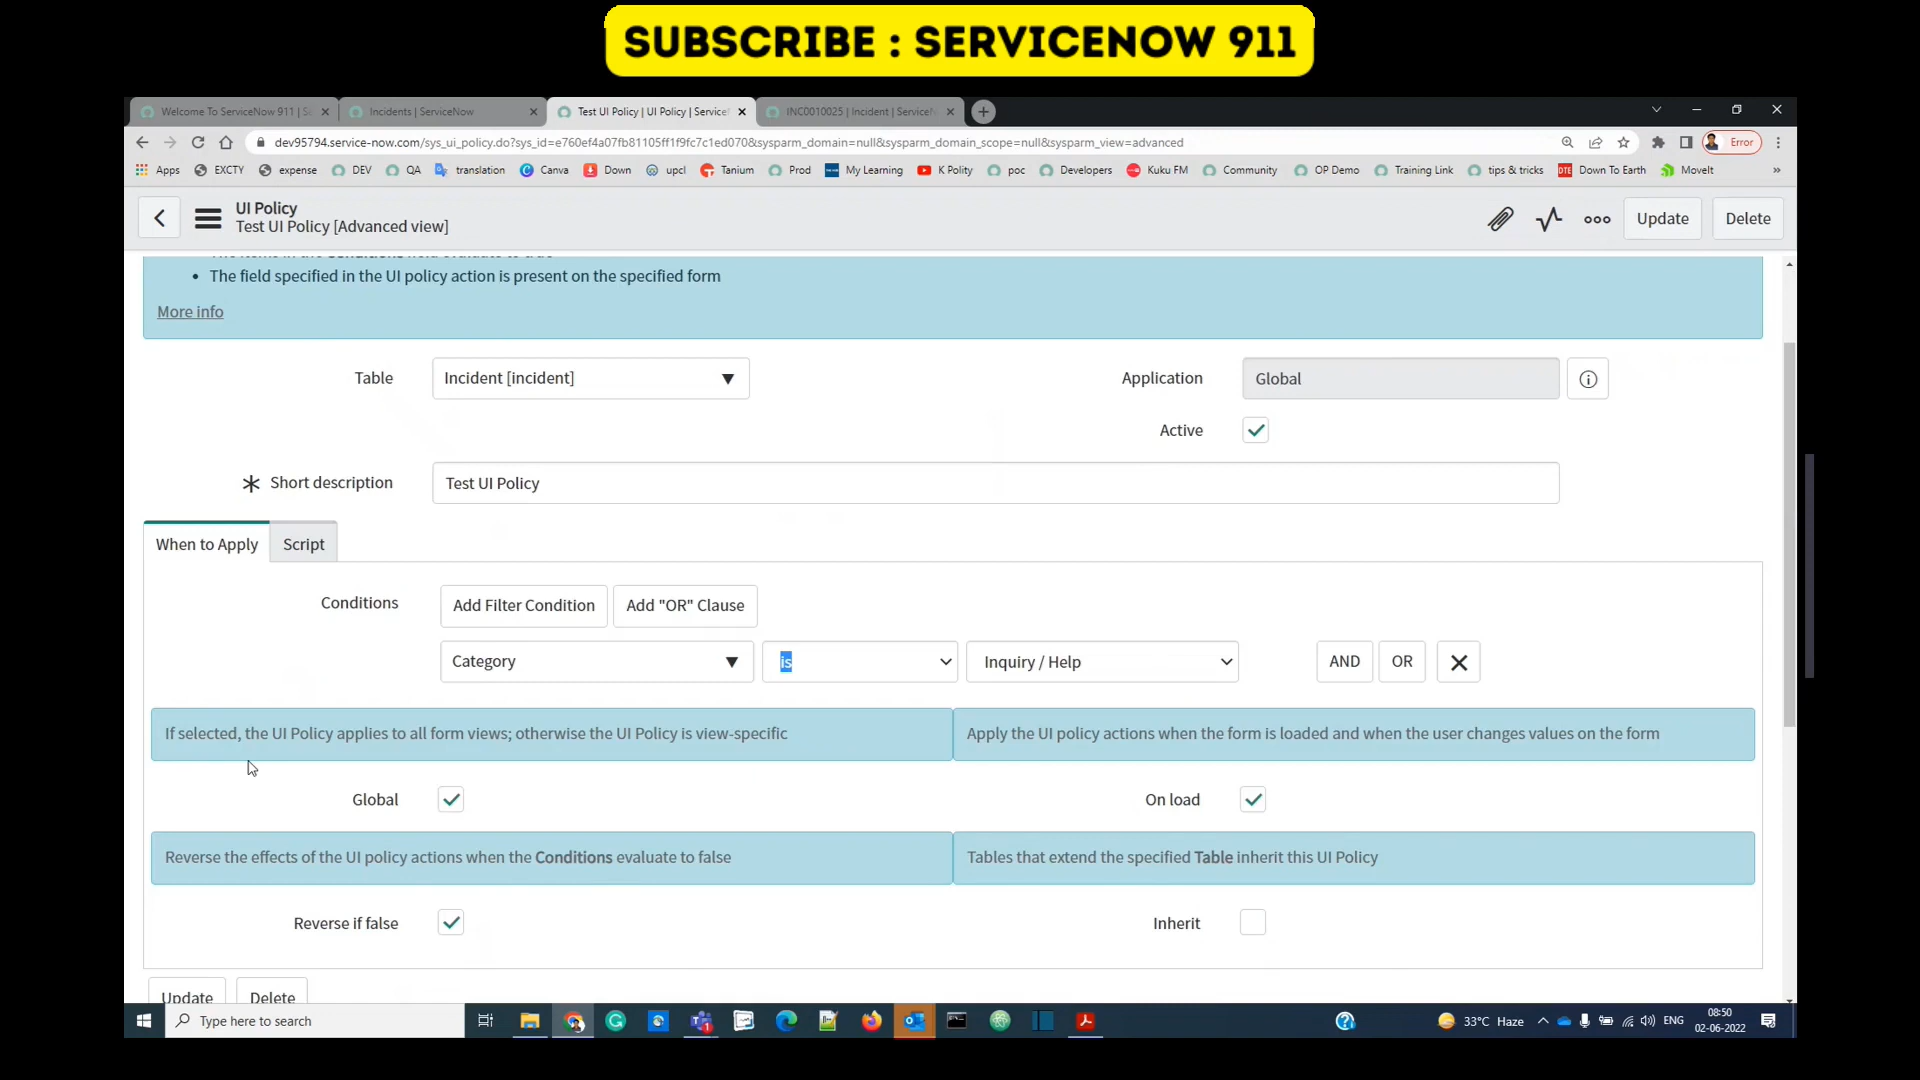 SUBSCRIBE : SERVICENOW 911
Welcome To ServiceNow 911 | S
Incidents | ServiceNow
Test UI Policy | UI Policy | Service
INC0010025 | Incident | Service
dev95794.service-now.com/sys_ui_policy.do?sys_id=e760ef4a07fb81105ff1f9fc7c1ed070&sysparm_domain=null&sysparm_domain_scope=null&sysparm_view=advanced
Error
Apps
EXCTY
expense
DEV
QA
translation
Canva
Down
upcl
Tanium
Prod
My Learning
K Polity
poc
Developers
Kuku FM
Community
OP Demo
Training Link
tips & tricks
DTE
Down To Earth
MoveIt
»
UI Policy
Test UI Policy [Advanced view]
Update
Delete
• The field specified in the UI policy action is present on the specified form
More info
Table
Incident [incident]
Application
Global
Active
Short description
Test UI Policy
When to Apply
Script
Conditions
Add Filter Condition
Add "OR" Clause
Category
is
Inquiry / Help
AND
OR
If selected, the UI Policy applies to all form views; otherwise the UI Policy is view-specific
Apply the UI policy actions when the form is loaded and when the user changes values on the form
Global
On load
Reverse the effects of the UI policy actions when the Conditions evaluate to false
Tables that extend the specified Table inherit this UI Policy
Reverse if false
Inherit
Update
Delete
Type here to search
33°C Haze
ENG
08:50
02-06-2022